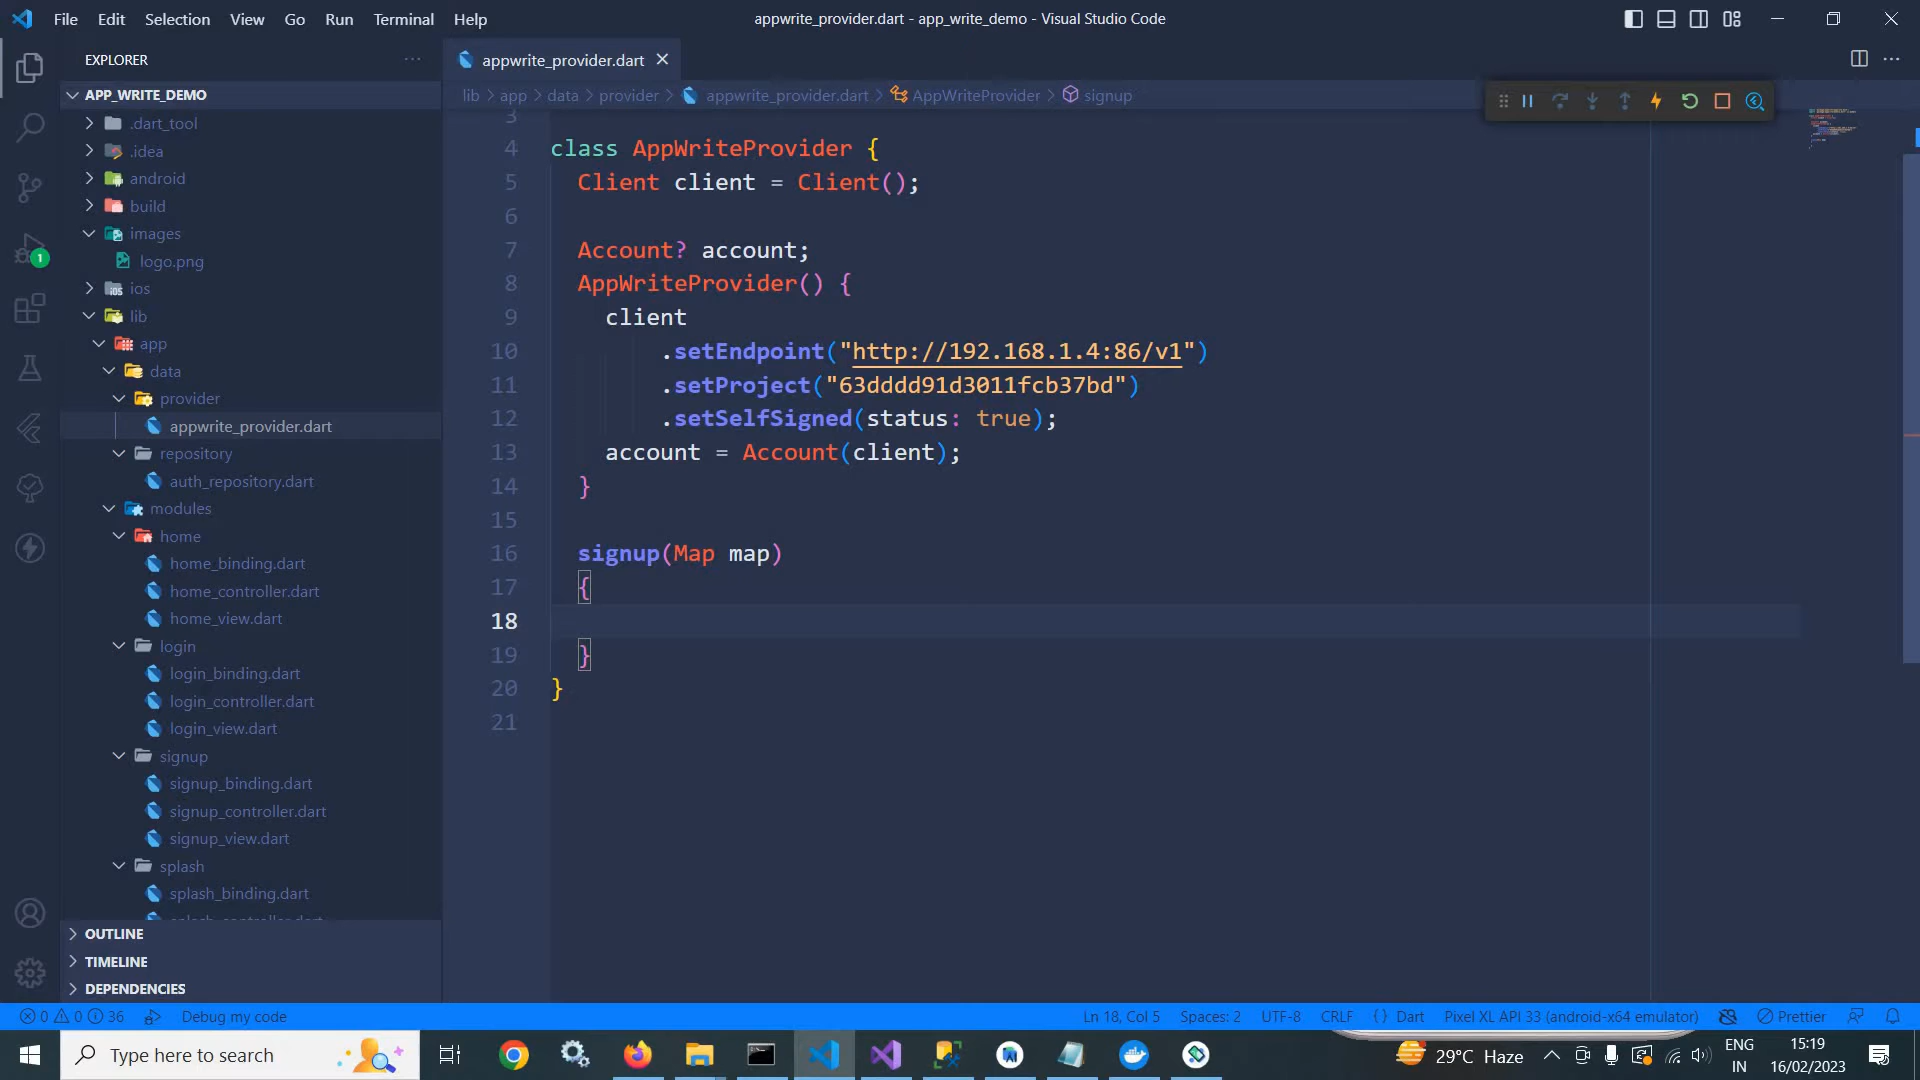 File Edit Selection View Go Run Terminal Help
appwrite_provider.dart - app_write_demo - Visual Studio Code
EXPLORER
APP_WRITE_DEMO
.dart_tool
.idea
android
build
images
logo.png
ios
lib
app
data
provider
appwrite_provider.dart
repository
auth_repository.dart
modules
home
home_binding.dart
home_controller.dart
home_view.dart
login
login_binding.dart
login_controller.dart
login_view.dart
signup
signup_binding.dart
signup_controller.dart
signup_view.dart
splash
splash_binding.dart
OUTLINE
TIMELINE
DEPENDENCIES
appwrite_provider.dart
lib > app > data > provider > appwrite_provider.dart > AppWriteProvider > signup
3
4 class AppWriteProvider {
5 Client client = Client();
6
7 Account? account;
8 AppWriteProvider() {
9 client
10 .setEndpoint("http://192.168.1.4:86/v1")
11 .setProject("63dddd91d3011fcb37bd")
12 .setSelfSigned(status: true);
13 account = Account(client);
14 }
15
16 signup(Map map)
17 {
18
19 }
20 }
21
1
0 0 36 Debug my code
Ln 18, Col 5 Spaces: 2 UTF-8 CRLF {} Dart Pixel XL API 33 (android-x64 emulator) Prettier
Type here to search
29°C Haze
ENG
IN
15:19
16/02/2023